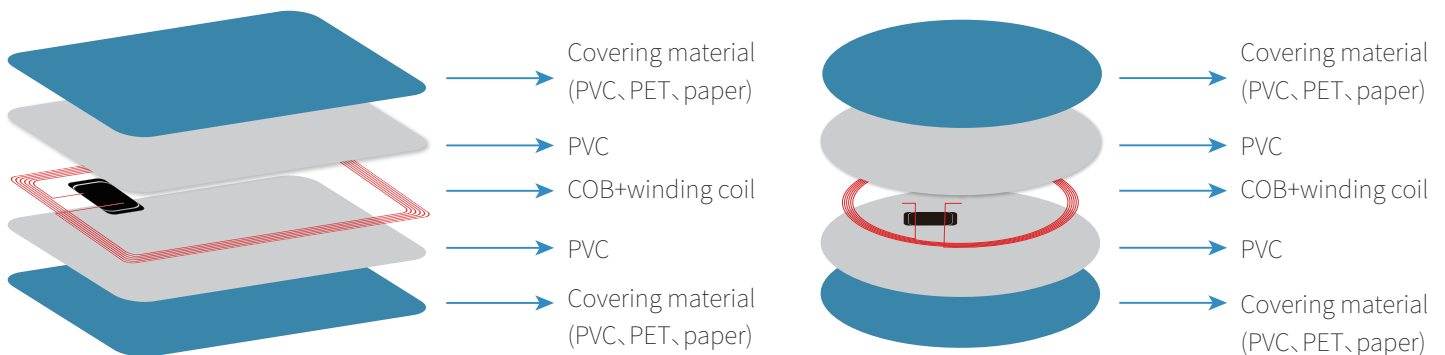 Covering material
(PVC、PET、paper)
PVC
COB+winding coil
PVC
Covering material
(PVC、PET、paper)
Covering material
(PVC、PET、paper)
PVC
COB+winding coil
PVC
Covering material
(PVC、PET、paper)